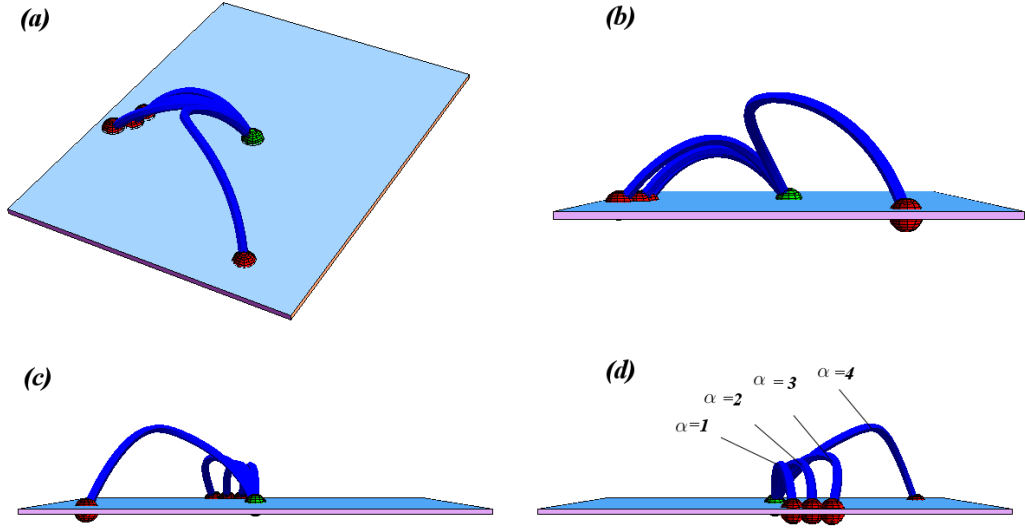 (a)
(b)
(c)
(d)
α =1
α =2
α =3
α =4